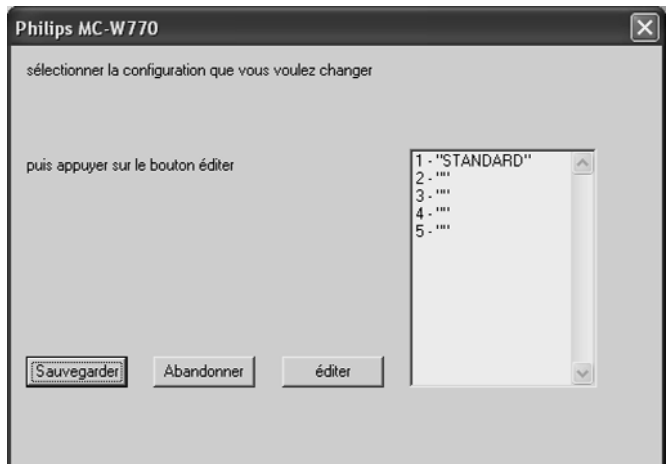 Philips MC-W770
sélectionner la configuration que vous voulez changer
puis appuyer sur le bouton éditer
1 - "STANDARD"
2 - ""
3 - ""
4 - ""
5 - ""
Sauvegarder
Abandonner
éditer